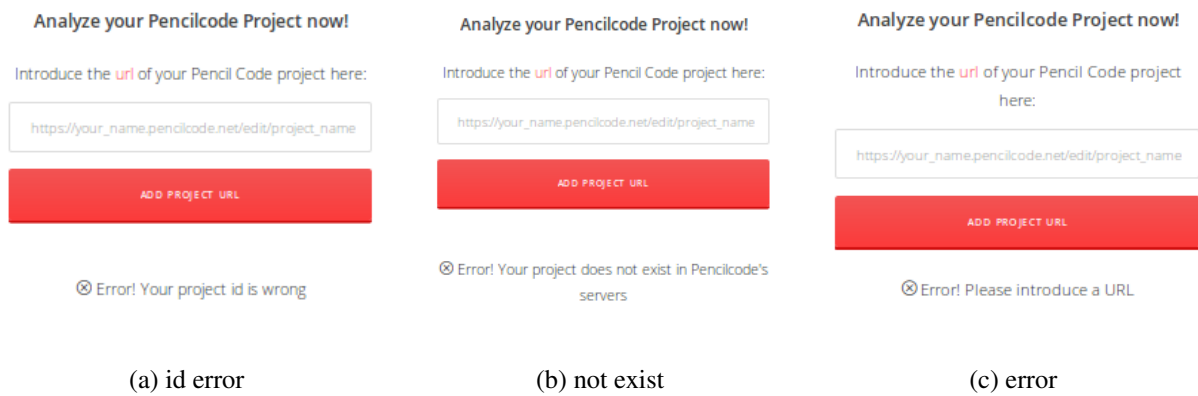 Analyze your Pencilcode Project now!
Introduce the url of your Pencil Code project here:
https://your_name.pencilcode.net/edit/project_name
ADD PROJECT URL
Error! Your project id is wrong
(a) id error
Analyze your Pencilcode Project now!
Introduce the url of your Pencil Code project here:
https://your_name.pencilcode.net/edit/project_name
ADD PROJECT URL
Error! Your project does not exist in Pencilcode's
servers
(b) not exist
Analyze your Pencilcode Project now!
Introduce the url of your Pencil Code project
here:
https://your_name.pencilcode.net/edit/project_name
ADD PROJECT URL
Error! Please introduce a URL
(c) error